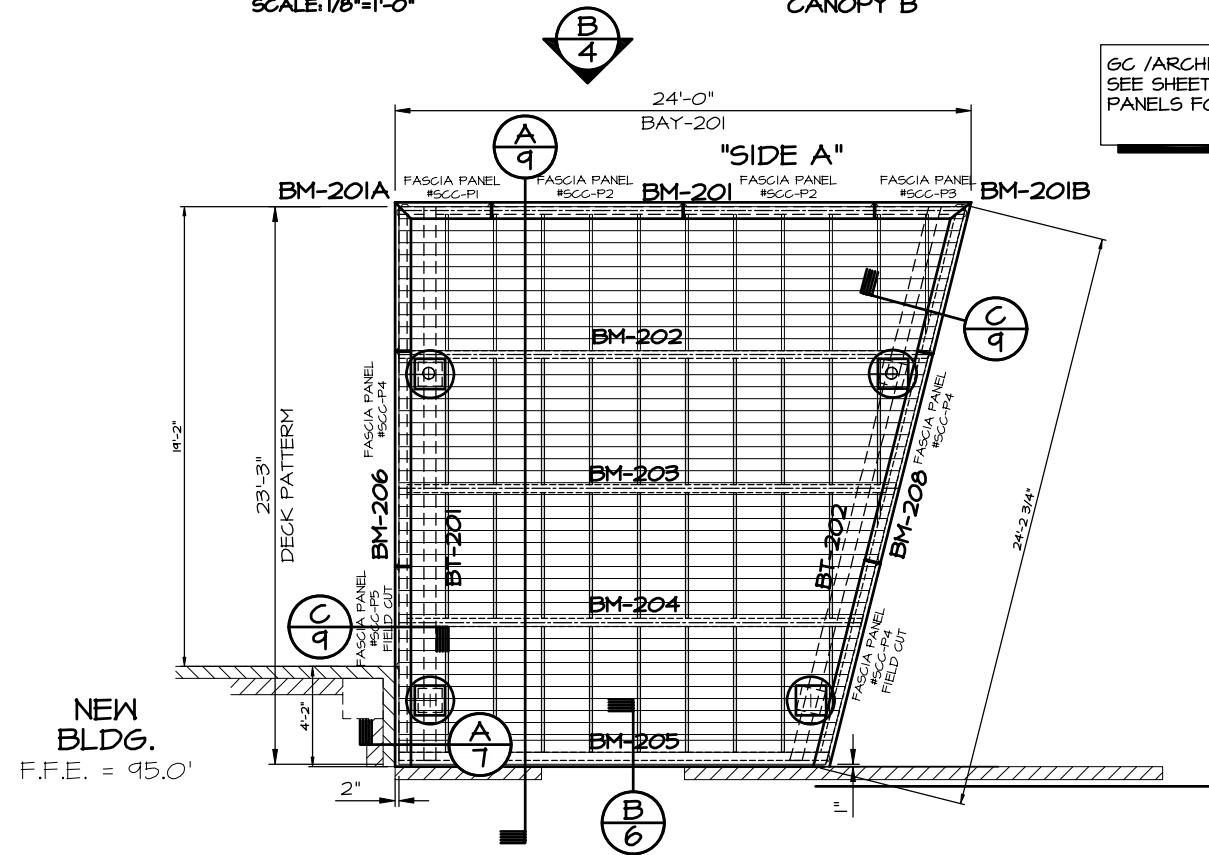 SCALE:1/8"=1'-0"
CANOPY B
B
4
GC /ARCHI
SEE SHEET
PANELS FO
24'-0"
BAY-201
A
9
"SIDE A"
BM-201A
FASCIA PANEL
#SCC-P1
FASCIA PANEL
#SCC-P2
BM-201
FASCIA PANEL
#SCC-P2
FASCIA PANEL
#SCC-P3
BM-201B
C
9
BM-202
FASCIA PANEL
#SCC-P4
FASCIA PANEL
#SCC-P4
19'-2"
23'-3"
DECK PATTERM
BM-206
BT-201
BM-203
BT-202
BM-208
24'-2 3/4"
BM-204
C
9
FASCIA PANEL
#SCC-P5
FIELD CUT
FASCIA PANEL
#SCC-P4
FIELD CUT
NEW
BLDG.
F.F.E. = 95.0'
4'-2"
A
7
BM-205
2"
1"
B
6